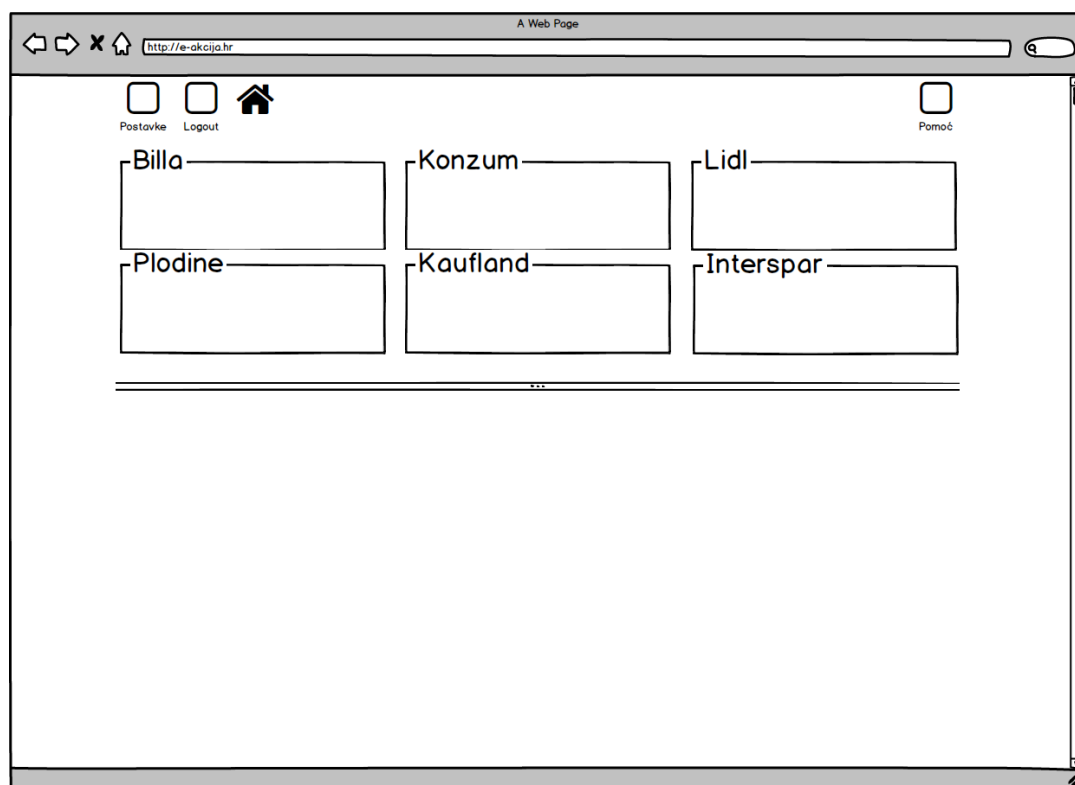 A Web Page
http://e-akcija.hr
Postavke Logout Pomoć
Billa Konzum Lidl
Plodine Kaufland Interspar